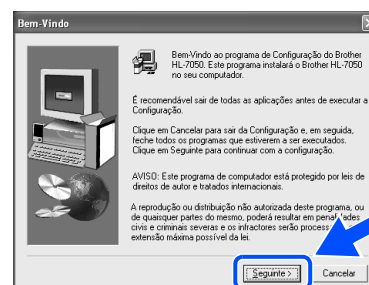 Bem-Vindo
Bem-Vindo ao programa de Configuração do Brother
HL-7050. Este programa instalará o Brother HL-7050
no seu computador.
É recomendável sair de todas as aplicações antes de executar a
Configuração.
Clique em Cancelar para sair da Configuração e, em seguida,
feche todos os programas que estiverem a ser executados.
Clique em Seguinte para continuar com a configuração.
AVISO: Este programa de computador está protegido por leis de
direitos de autor e tratados internacionais.
A reprodução ou distribuição não autorizada deste programa, ou
de quaisquer partes do mesmo, poderá resultar em penalidades
civis e criminais severas e os infractores serão process
extensão máxima possível da lei.
Seguinte >
Cancelar